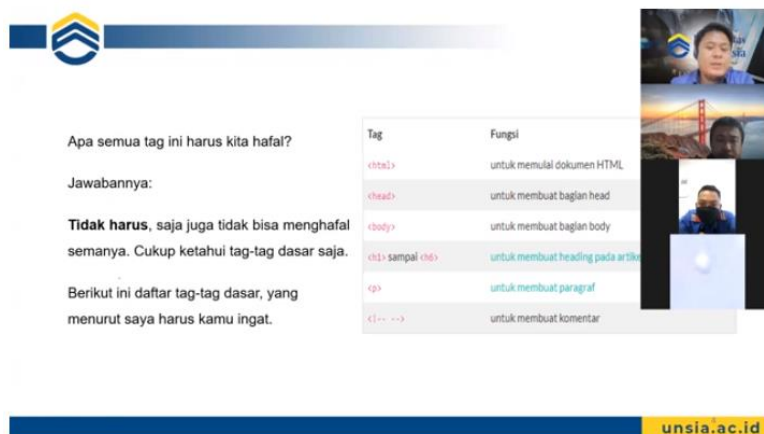 Apa semua tag ini harus kita hafal?
Jawabannya:
Tidak harus, saja juga tidak bisa menghafal
semanya. Cukup ketahui tag-tag dasar saja.
Berikut ini daftar tag-tag dasar, yang
menurut saya harus kamu ingat.
Tag Fungsi
<html> untuk memulai dokumen HTML
<head> untuk membuat bagian head
<body> untuk membuat bagian body
<h1> sampai <h6> untuk membuat heading pada artike
<p> untuk membuat paragraf
<!-- --> untuk membuat komentar
unsia.ac.id